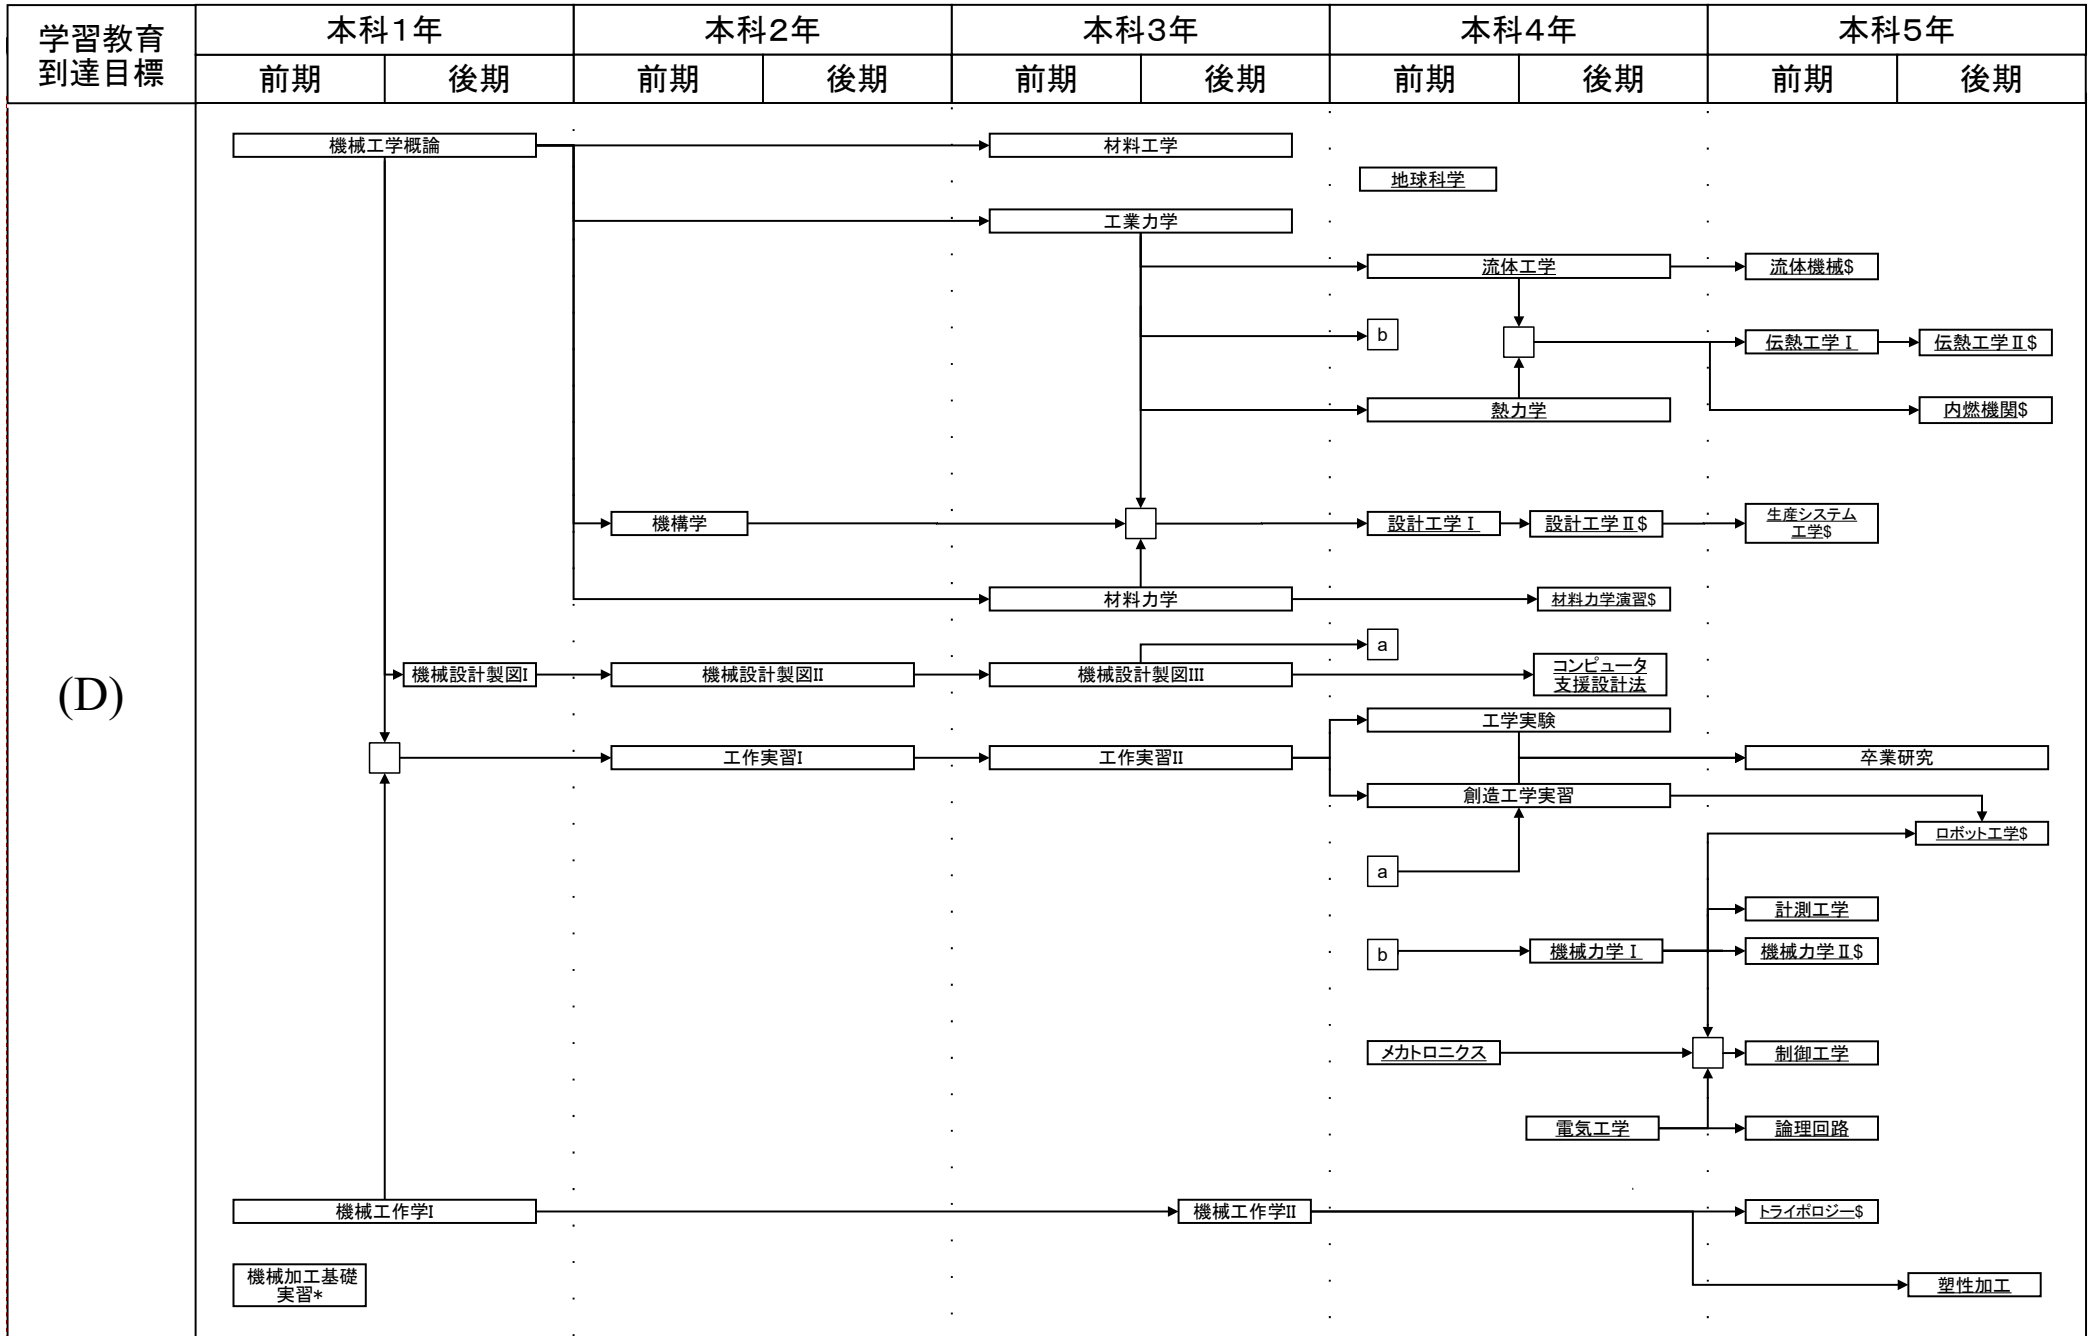 学習教育
到達目標
本科1年
本科2年
本科3年
本科4年
本科5年
前期
後期
前期
後期
前期
後期
前期
後期
前期
後期
(D)
機械工学概論
材料工学
地球科学
工業力学
流体工学
流体機械$
b
伝熱工学Ⅰ
伝熱工学Ⅱ$
熱力学
内燃機関$
機構学
設計工学Ⅰ
設計工学Ⅱ$
生産システム
工学$
材料力学
材料力学演習$
a
機械設計製図I
機械設計製図II
機械設計製図III
コンピュータ
支援設計法
工学実験
工作実習I
工作実習II
卒業研究
創造工学実習
ロボット工学$
a
計測工学
b
機械力学Ⅰ
機械力学Ⅱ$
メカトロニクス
制御工学
電気工学
論理回路
機械工作学I
機械工作学II
トライポロジー$
機械加工基礎
実習*
塑性加工